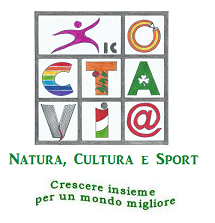 IC O
CTA
VI@
NATURA, CULTURA E SPORT
Crescere insieme
per un mondo migliore